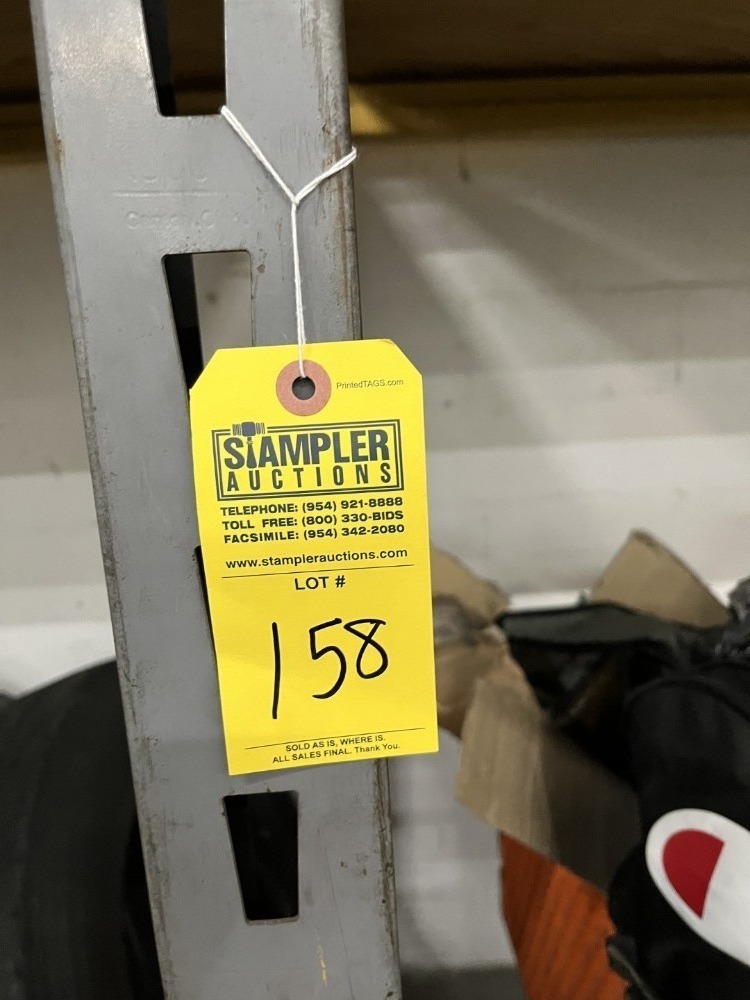 PrintedTAGS.com
STAMPLER
AUCTIONS
TELEPHONE: (954) 921-8888
TOLL FREE: (800) 330-BIDS
FACSIMILE: (954) 342-2080
www.stamplerauctions.com
LOT #
158
SOLD AS IS, WHERE IS.
ALL SALES FINAL. Thank You.